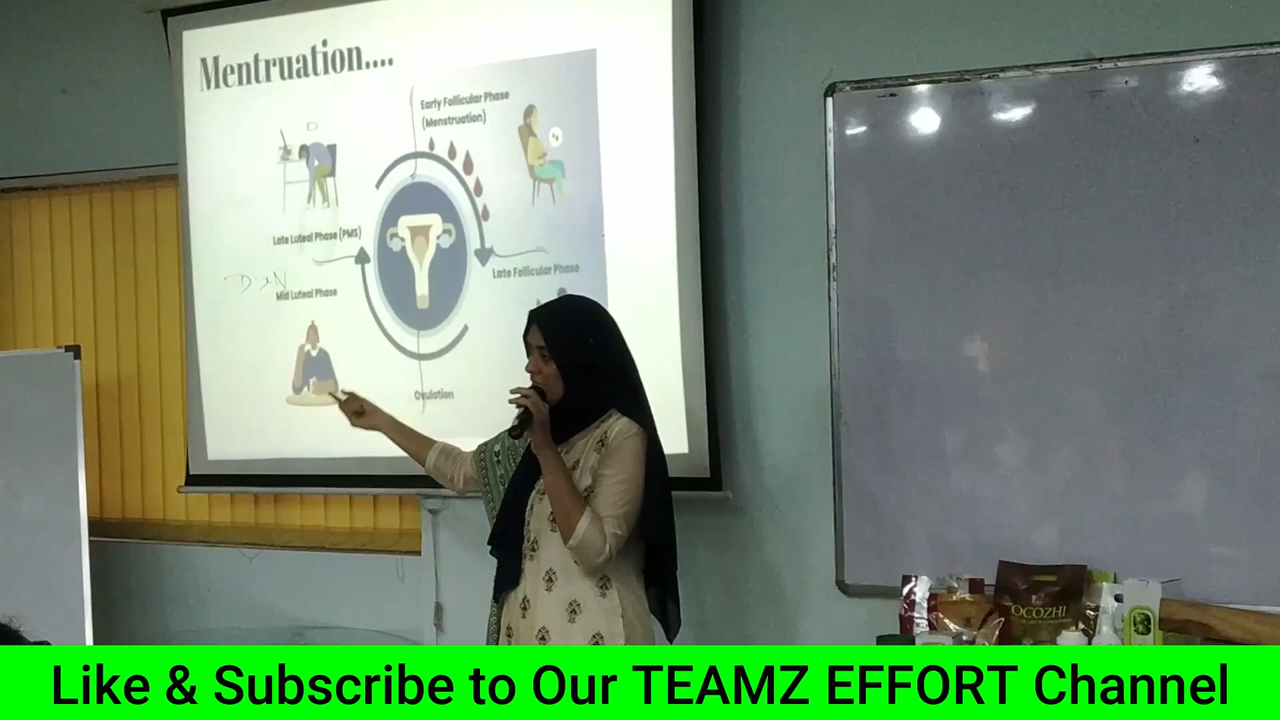 Mentruation....
Early Follicular Phase
(Menstruation)
Late Luteal Phase (PMS)
Late Follicular Phase
Mid Luteal Phase
Ovulation
OCOZHI
Like & Subscribe to Our TEAMZ EFFORT Channel